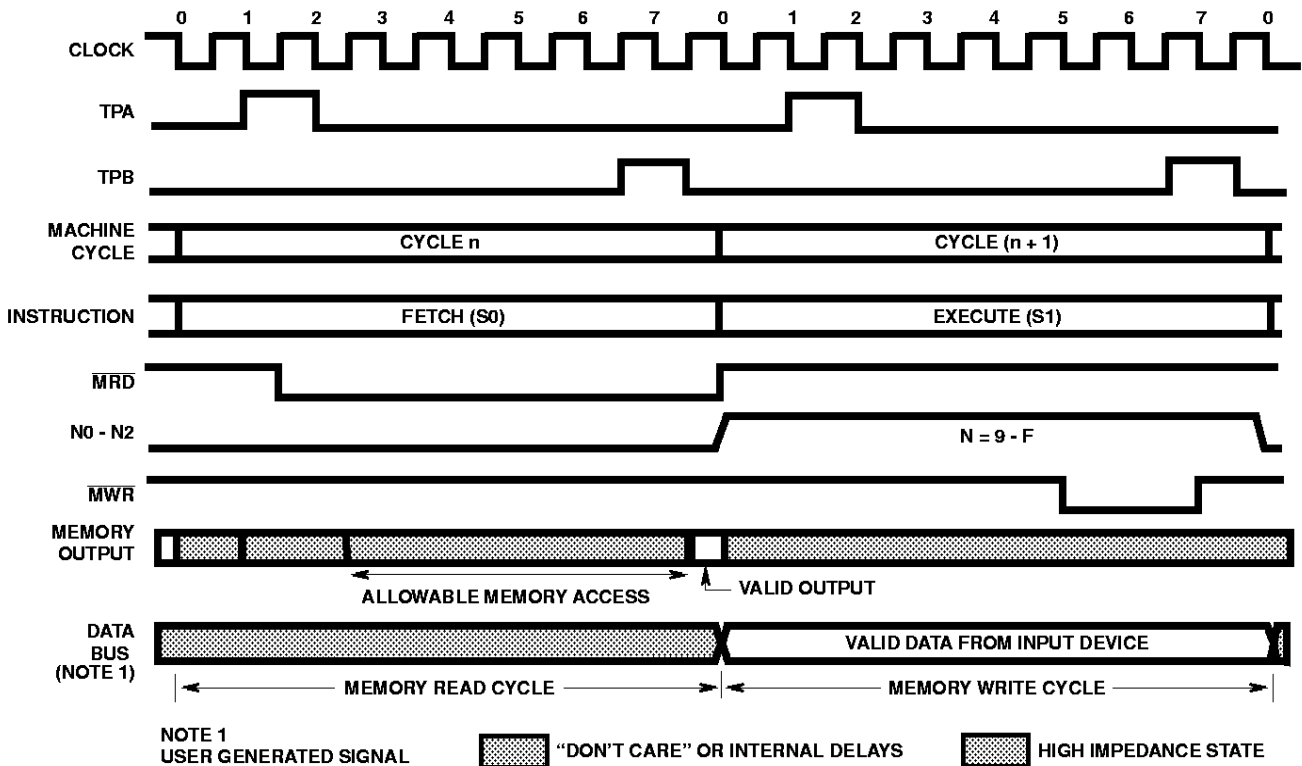 0 1 2 3 4 5 6 7 0 1 2 3 4 5 6 7 0
CLOCK
TPA
TPB
MACHINE
CYCLE
CYCLE n
CYCLE (n + 1)
INSTRUCTION
FETCH (S0)
EXECUTE (S1)
MRD
N0 - N2
N = 9 - F
MWR
MEMORY
OUTPUT
ALLOWABLE MEMORY ACCESS
VALID OUTPUT
DATA
BUS
(NOTE 1)
VALID DATA FROM INPUT DEVICE
MEMORY READ CYCLE
MEMORY WRITE CYCLE
NOTE 1
USER GENERATED SIGNAL
“DON'T CARE” OR INTERNAL DELAYS
HIGH IMPEDANCE STATE